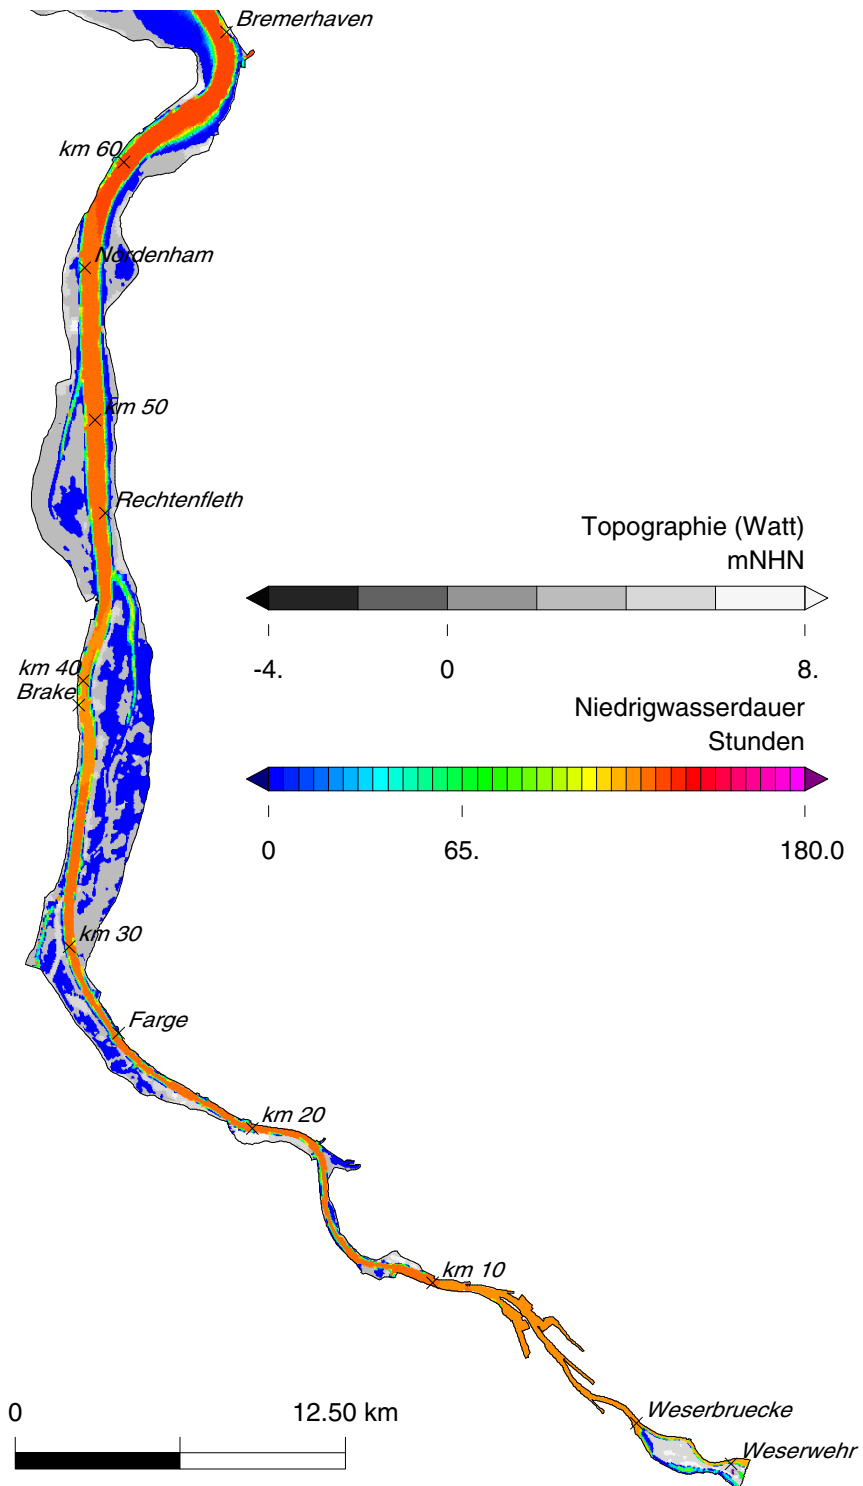 Bremerhaven
km 60
Nordenham
km 50
Rechtenfleth
Topographie (Watt)
mNHN
-4. 0 8.
km 40
Brake
Niedrigwasserdauer
Stunden
0 65. 180.0
km 30
Farge
km 20
km 10
0 12.50 km
Weserbruecke
Weserwehr